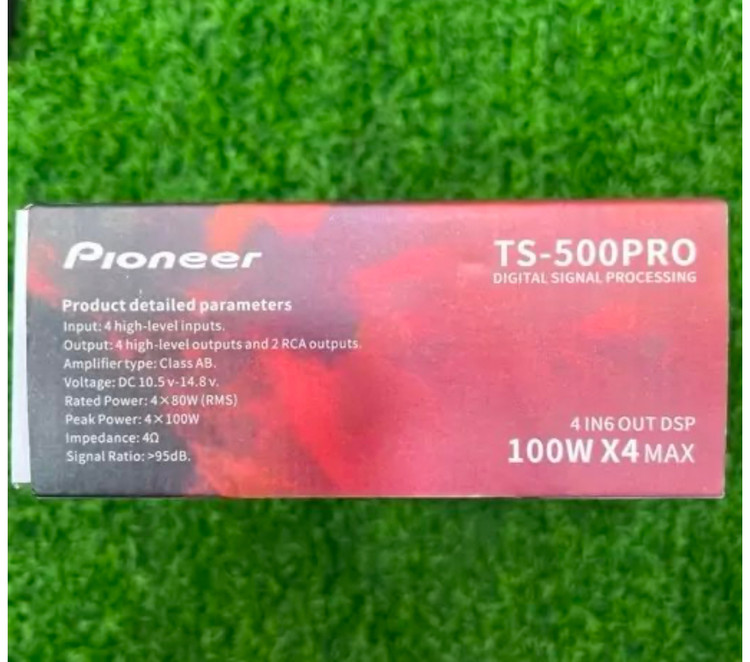 Pioneer
TS-500PRO
DIGITAL SIGNAL PROCESSING
Product detailed parameters
Input: 4 high-level inputs.
Output: 4 high-level outputs and 2 RCA outputs.
Amplifier type: Class AB.
Voltage: DC 10.5 v-14.8 v.
Rated Power: 4×80W (RMS)
Peak Power: 4×100W
Impedance: 4Ω
Signal Ratio: >95dB.
4 IN6 OUT DSP
100W X4 MAX